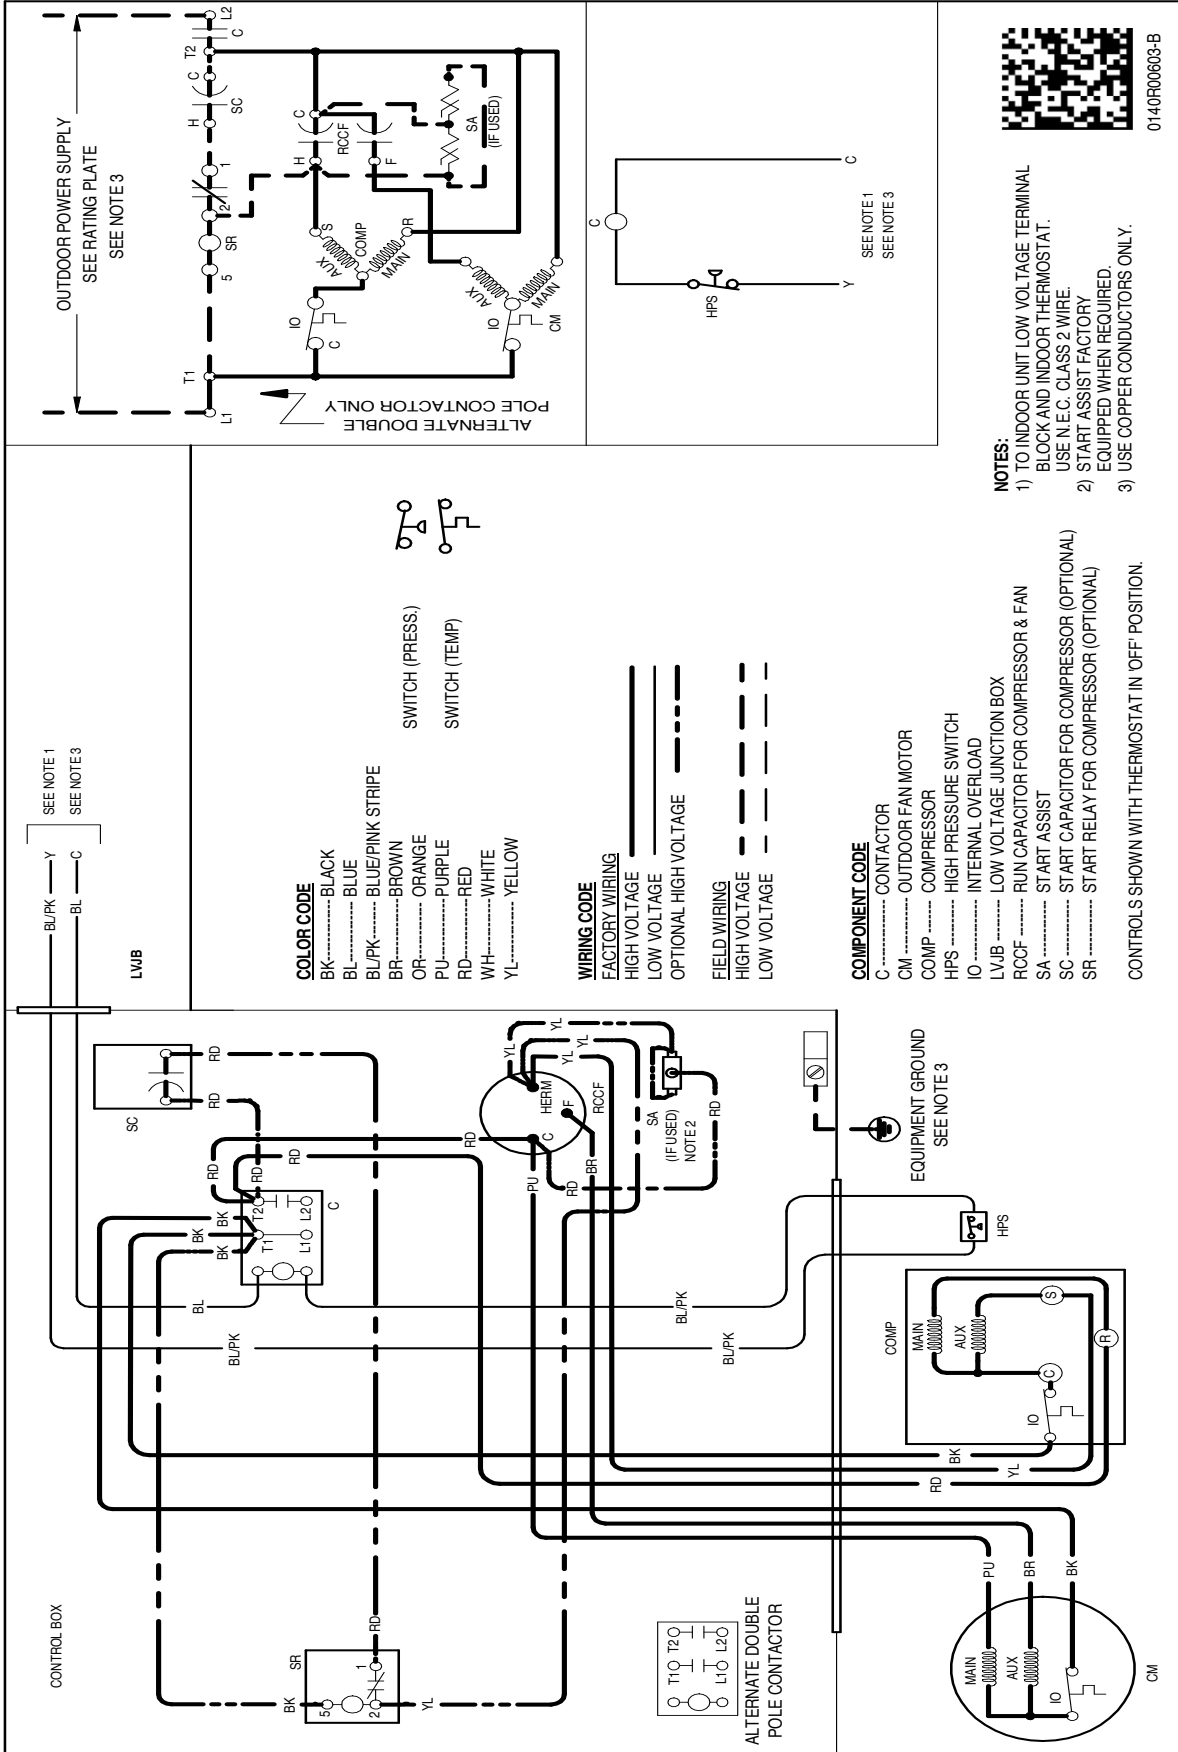 CONTROL BOX
SR
BK
5
2
1
YL
RD
ALTERNATE DOUBLE
POLE CONTACTOR
T1
T2
L1
L2
MAIN
AUX
IO
PU
BR
BK
CM
BL/PK
BL
BK
BK
BK
T2
T1
L2
L1
C
RD
RD
RD
RD
RD
SC
RD
RD
PU
BR
C
F
HERM
RCCF
YL
YL
YL
YL
SA
(IF USED)
NOTE 2
RD
RD
BL/PK
BL/PK
BK
YL
RD
COMP
MAIN
AUX
IO
C
S
R
HPS
EQUIPMENT GROUND
SEE NOTE 3
LVJB
BL/PK
Y
BL
C
SEE NOTE 1
SEE NOTE 3
COLOR CODE
BK--------- BLACK
BL--------- BLUE
BL/PK------- BLUE/PINK STRIPE
BR--------- BROWN
OR--------- ORANGE
PU--------- PURPLE
RD--------- RED
WH--------- WHITE
YL--------- YELLOW
SWITCH (PRESS.)
SWITCH (TEMP)
WIRING CODE
FACTORY WIRING
HIGH VOLTAGE
LOW VOLTAGE
OPTIONAL HIGH VOLTAGE
FIELD WIRING
HIGH VOLTAGE
LOW VOLTAGE
COMPONENT CODE
C ---------- CONTACTOR
CM -------- OUTDOOR FAN MOTOR
COMP -------- COMPRESSOR
HPS -------- HIGH PRESSURE SWITCH
IO ---------- INTERNAL OVERLOAD
LVJB ------- LOW VOLTAGE JUNCTION BOX
RCCF ------- RUN CAPACITOR FOR COMPRESSOR & FAN
SA --------- START ASSIST
SC --------- START CAPACITOR FOR COMPRESSOR (OPTIONAL)
SR --------- START RELAY FOR COMPRESSOR (OPTIONAL)
CONTROLS SHOWN WITH THERMOSTAT IN 'OFF' POSITION.
OUTDOOR POWER SUPPLY
SEE RATING PLATE
SEE NOTE 3
L1
T1
5
SR
2
1
H
SC
C
T2
C
L2
ALTERNATE DOUBLE
POLE CONTACTOR ONLY
C
IO
AUX
S
COMP
MAIN
R
H
RCCF
C
F
SA
(IF USED)
IO
CM
AUX
MAIN
C
HPS
Y
C
SEE NOTE 1
SEE NOTE 3
NOTES:
1) TO INDOOR UNIT LOW VOLTAGE TERMINAL
BLOCK AND INDOOR THERMOSTAT.
USE N.E.C. CLASS 2 WIRE.
2) START ASSIST FACTORY
EQUIPPED WHEN REQUIRED.
3) USE COPPER CONDUCTORS ONLY.
0140R00603-B